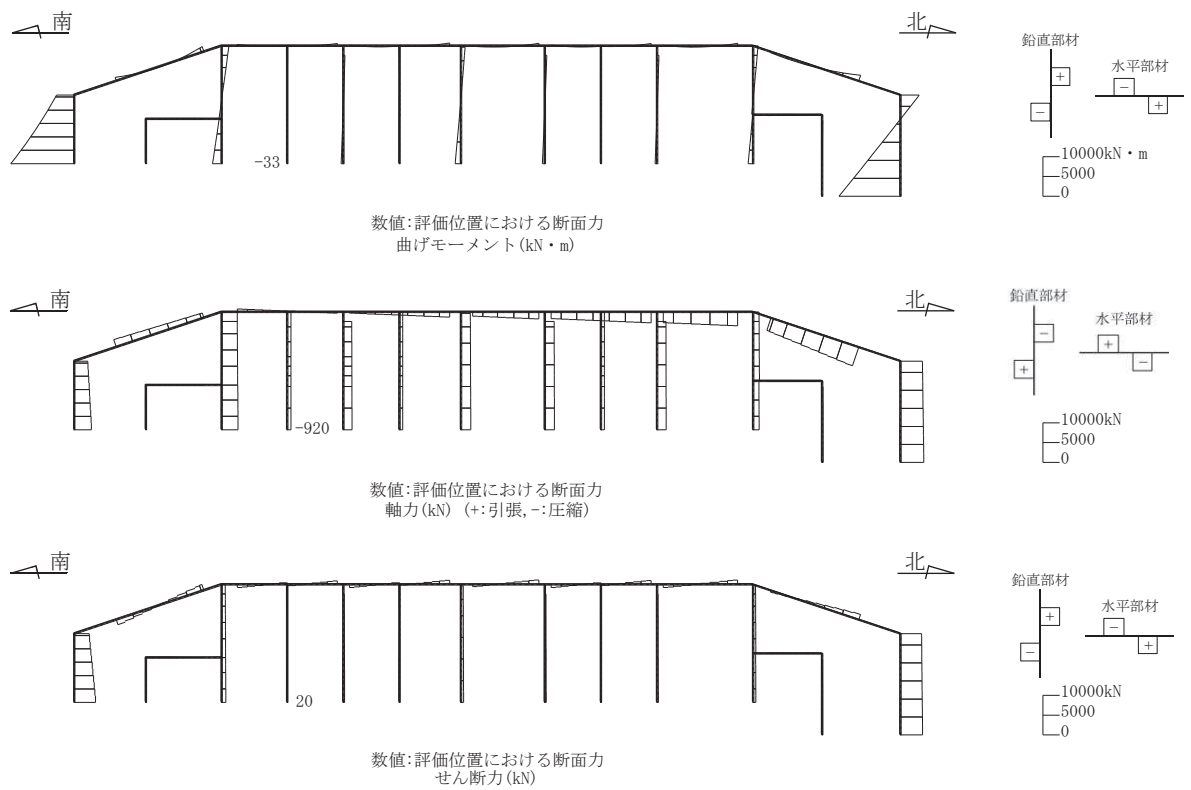 南
北
鉛直部材
水平部材
+
−
−
+
10000kN・m
5000
0
-33
数値:評価位置における断面力
曲げモーメント(kN・m)
南
北
鉛直部材
水平部材
−
+
+
−
10000kN
5000
0
-920
数値:評価位置における断面力
軸力(kN) (+:引張,-:圧縮)
南
北
鉛直部材
水平部材
+
−
−
+
10000kN
5000
0
20
数値:評価位置における断面力
せん断力(kN)